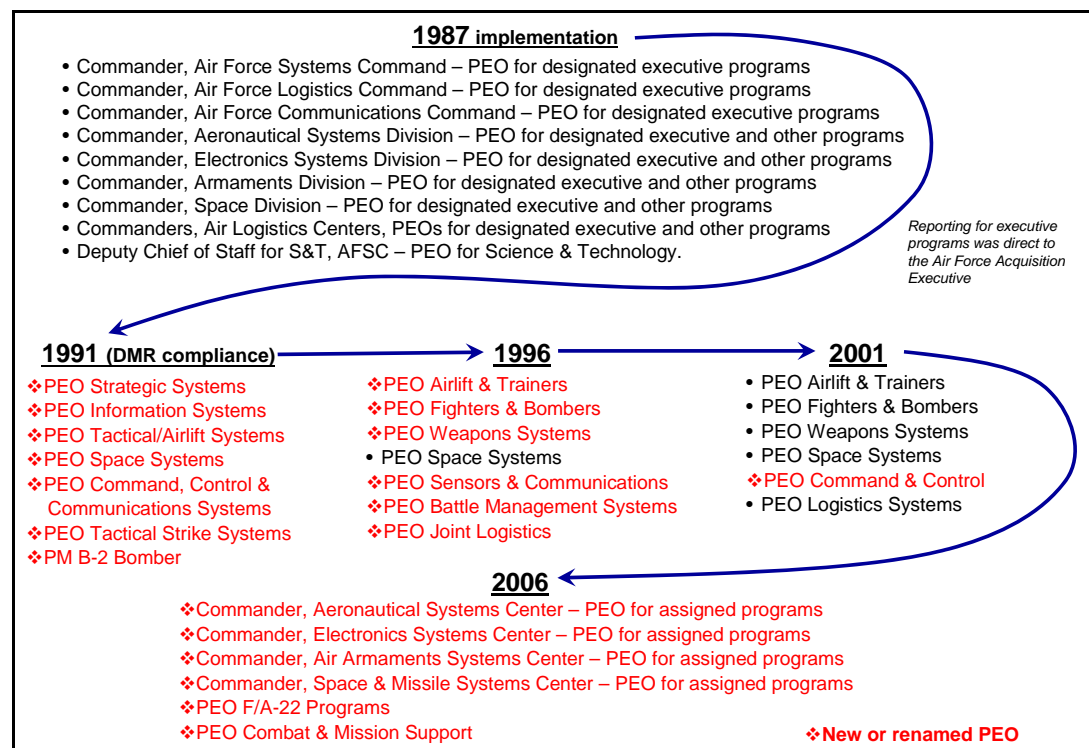 1987 implementation
• Commander, Air Force Systems Command – PEO for designated executive programs
• Commander, Air Force Logistics Command – PEO for designated executive programs
• Commander, Air Force Communications Command – PEO for designated executive programs
• Commander, Aeronautical Systems Division – PEO for designated executive and other programs
• Commander, Electronics Systems Division – PEO for designated executive and other programs
• Commander, Armaments Division – PEO for designated executive and other programs
• Commander, Space Division – PEO for designated executive and other programs
• Commanders, Air Logistics Centers, PEOs for designated executive and other programs
• Deputy Chief of Staff for S&T, AFSC – PEO for Science & Technology.
Reporting for executive
programs was direct to
the Air Force Acquisition
Executive
1991 (DMR compliance)
❖PEO Strategic Systems
❖PEO Information Systems
❖PEO Tactical/Airlift Systems
❖PEO Space Systems
❖PEO Command, Control &
Communications Systems
❖PEO Tactical Strike Systems
❖PM B-2 Bomber
1996
❖PEO Airlift & Trainers
❖PEO Fighters & Bombers
❖PEO Weapons Systems
• PEO Space Systems
❖PEO Sensors & Communications
❖PEO Battle Management Systems
❖PEO Joint Logistics
2001
• PEO Airlift & Trainers
• PEO Fighters & Bombers
• PEO Weapons Systems
• PEO Space Systems
❖PEO Command & Control
• PEO Logistics Systems
2006
❖Commander, Aeronautical Systems Center – PEO for assigned programs
❖Commander, Electronics Systems Center – PEO for assigned programs
❖Commander, Air Armaments Systems Center – PEO for assigned programs
❖Commander, Space & Missile Systems Center – PEO for assigned programs
❖PEO F/A-22 Programs
❖PEO Combat & Mission Support
❖New or renamed PEO